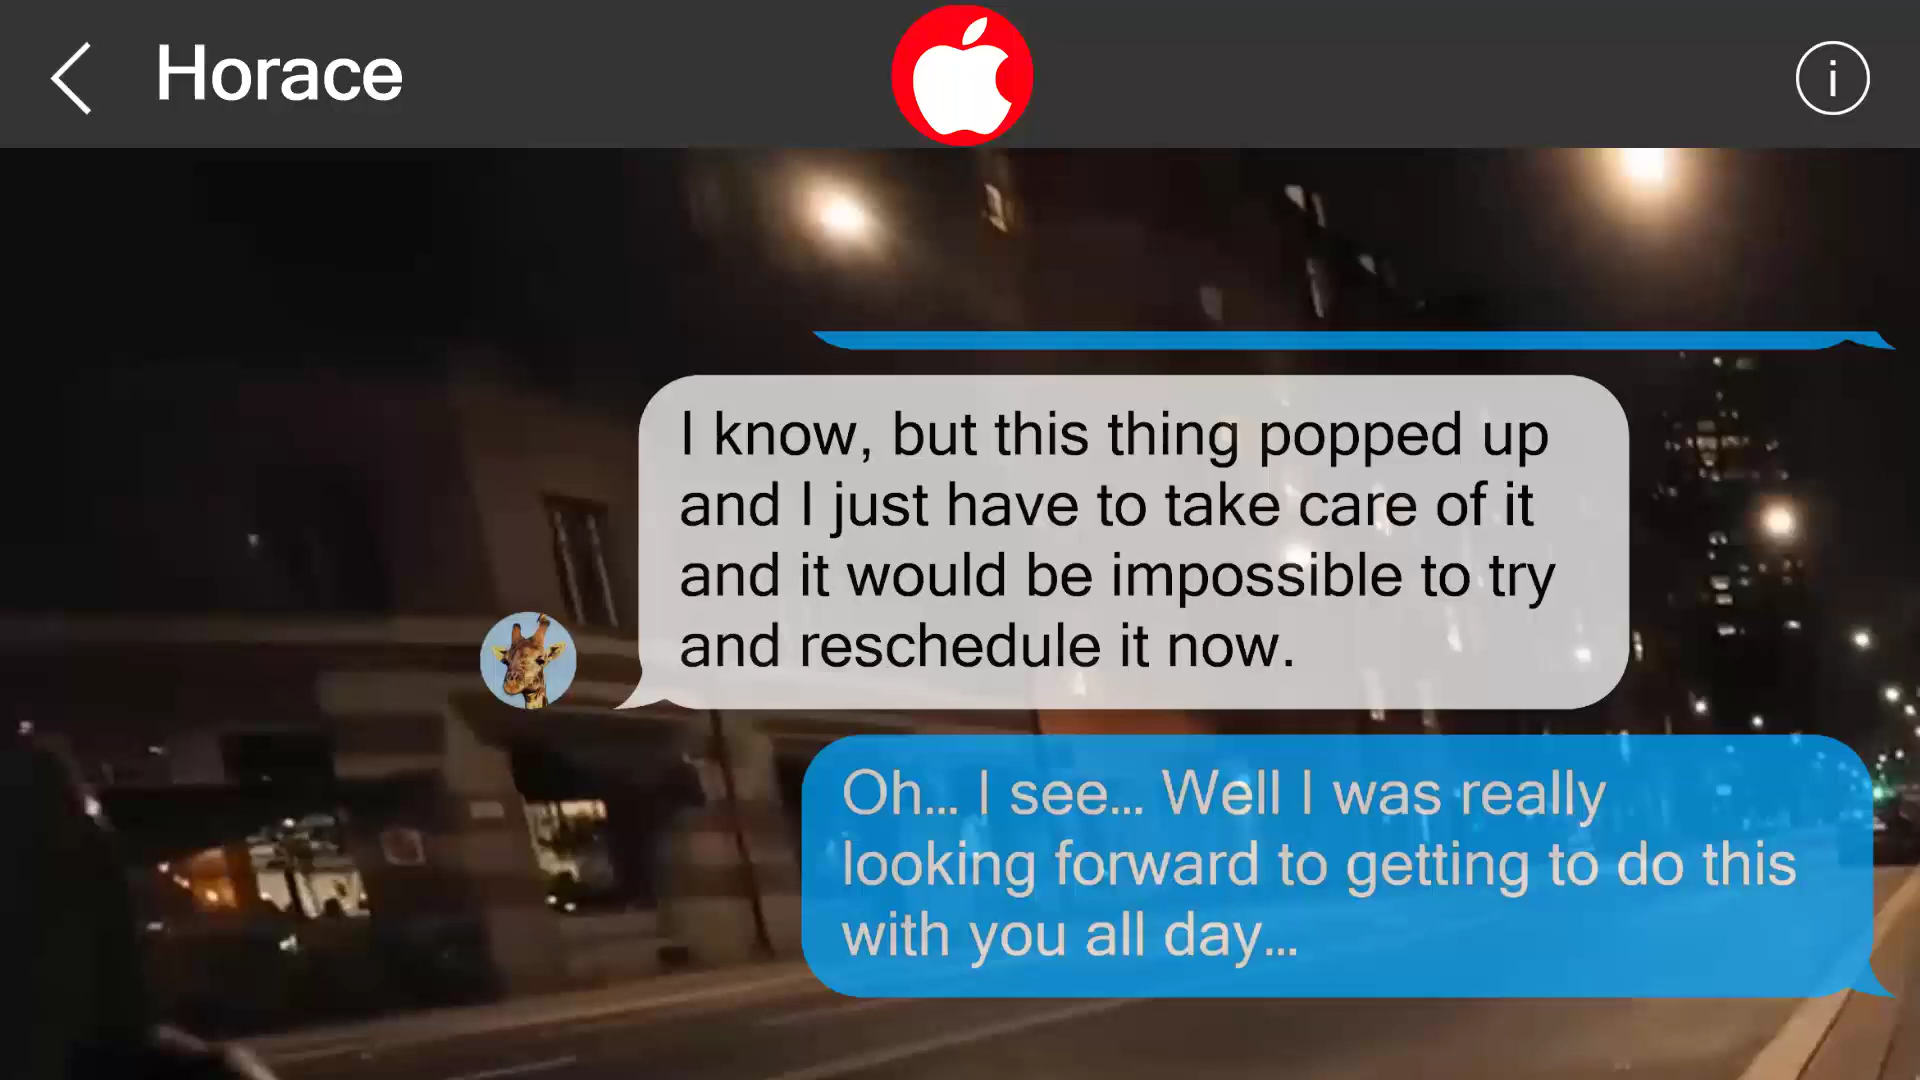 Horace
i
I know, but this thing popped up
and I just have to take care of it
and it would be impossible to try
and reschedule it now.
Oh... I see... Well I was really
looking forward to getting to do this
with you all day...